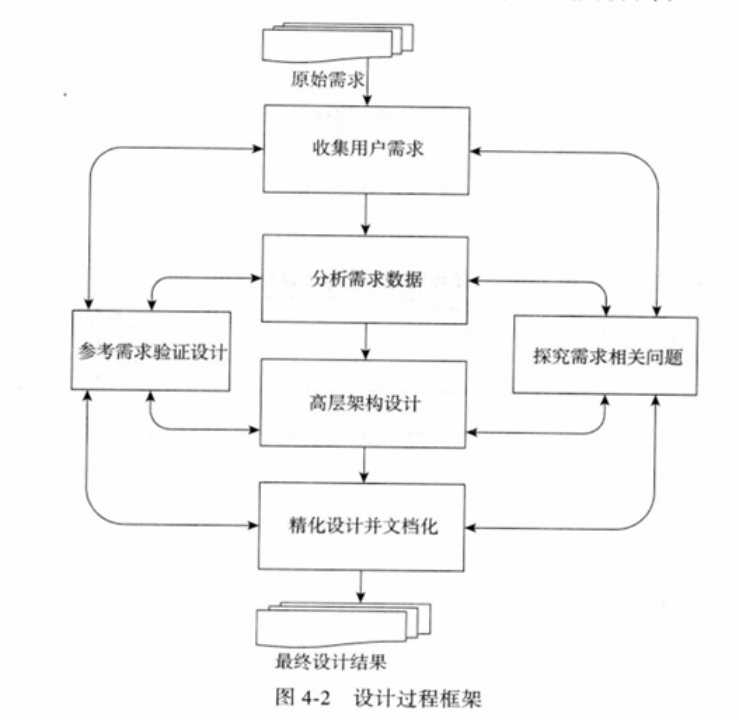 原始需求
收集用户需求
分析需求数据
参考需求验证设计
探究需求相关问题
高层架构设计
精化设计并文档化
最终设计结果
图 4-2 设计过程框架